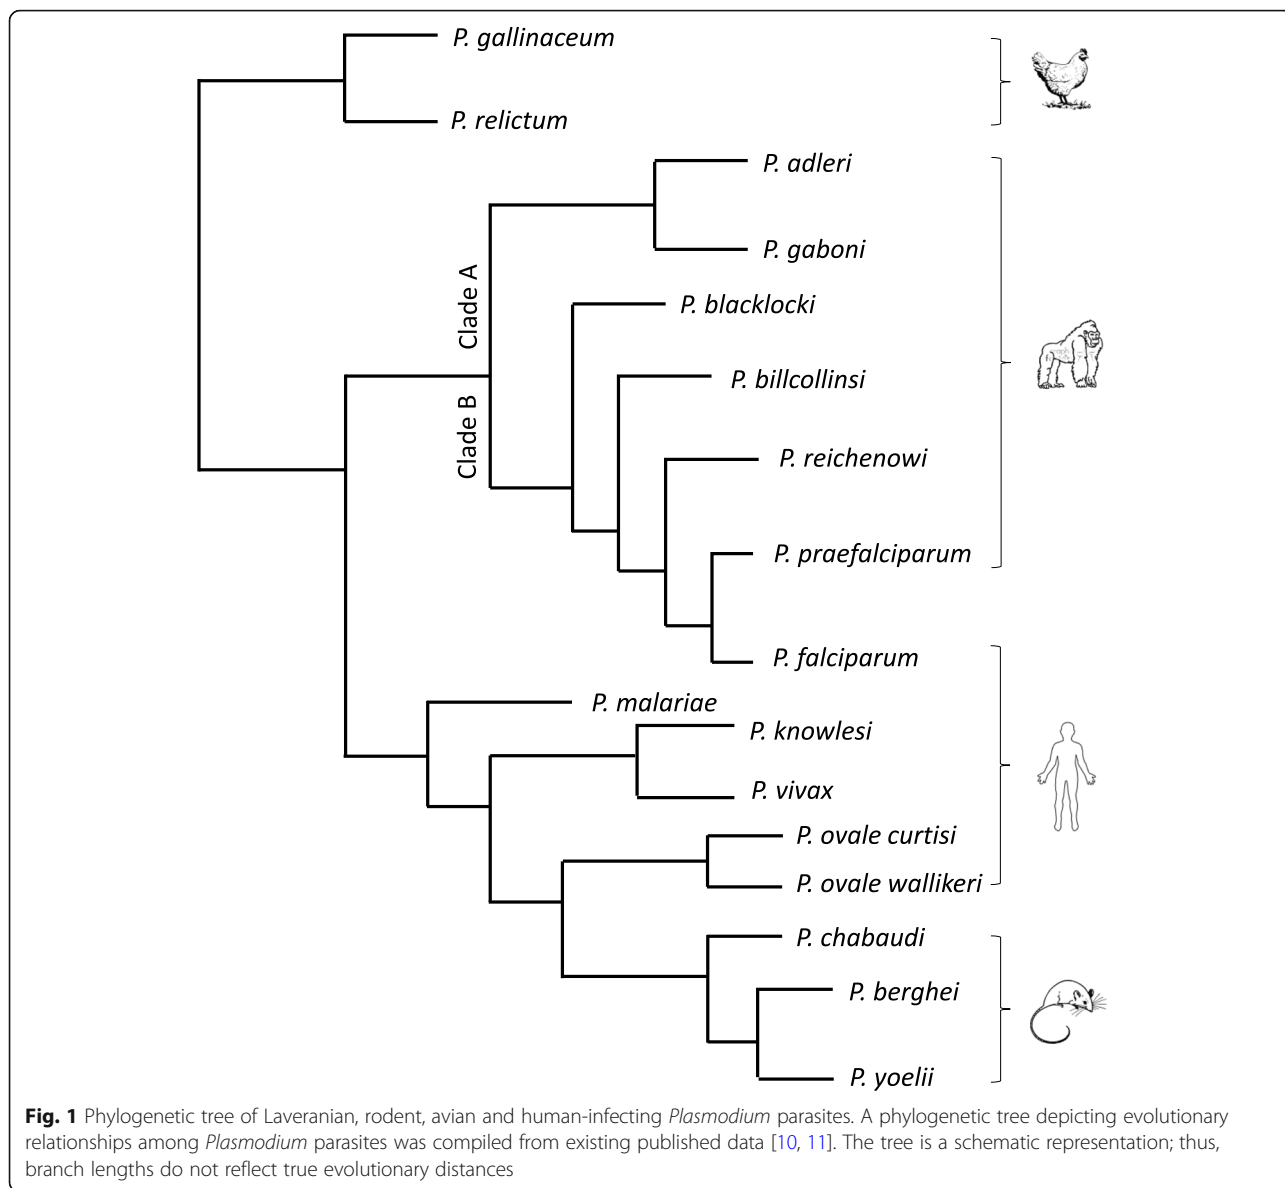 P. gallinaceum
P. relictum
P. adleri
P. gaboni
Clade A
P. blacklocki
P. billcollinsi
Clade B
P. reichenowi
P. praefalciparum
P. falciparum
P. malariae
P. knowlesi
P. vivax
P. ovale curtisi
P. ovale wallikeri
P. chabaudi
P. berghei
P. yoelii
Fig. 1 Phylogenetic tree of Laveranian, rodent, avian and human-infecting Plasmodium parasites. A phylogenetic tree depicting evolutionary
relationships among Plasmodium parasites was compiled from existing published data [10, 11]. The tree is a schematic representation; thus,
branch lengths do not reflect true evolutionary distances